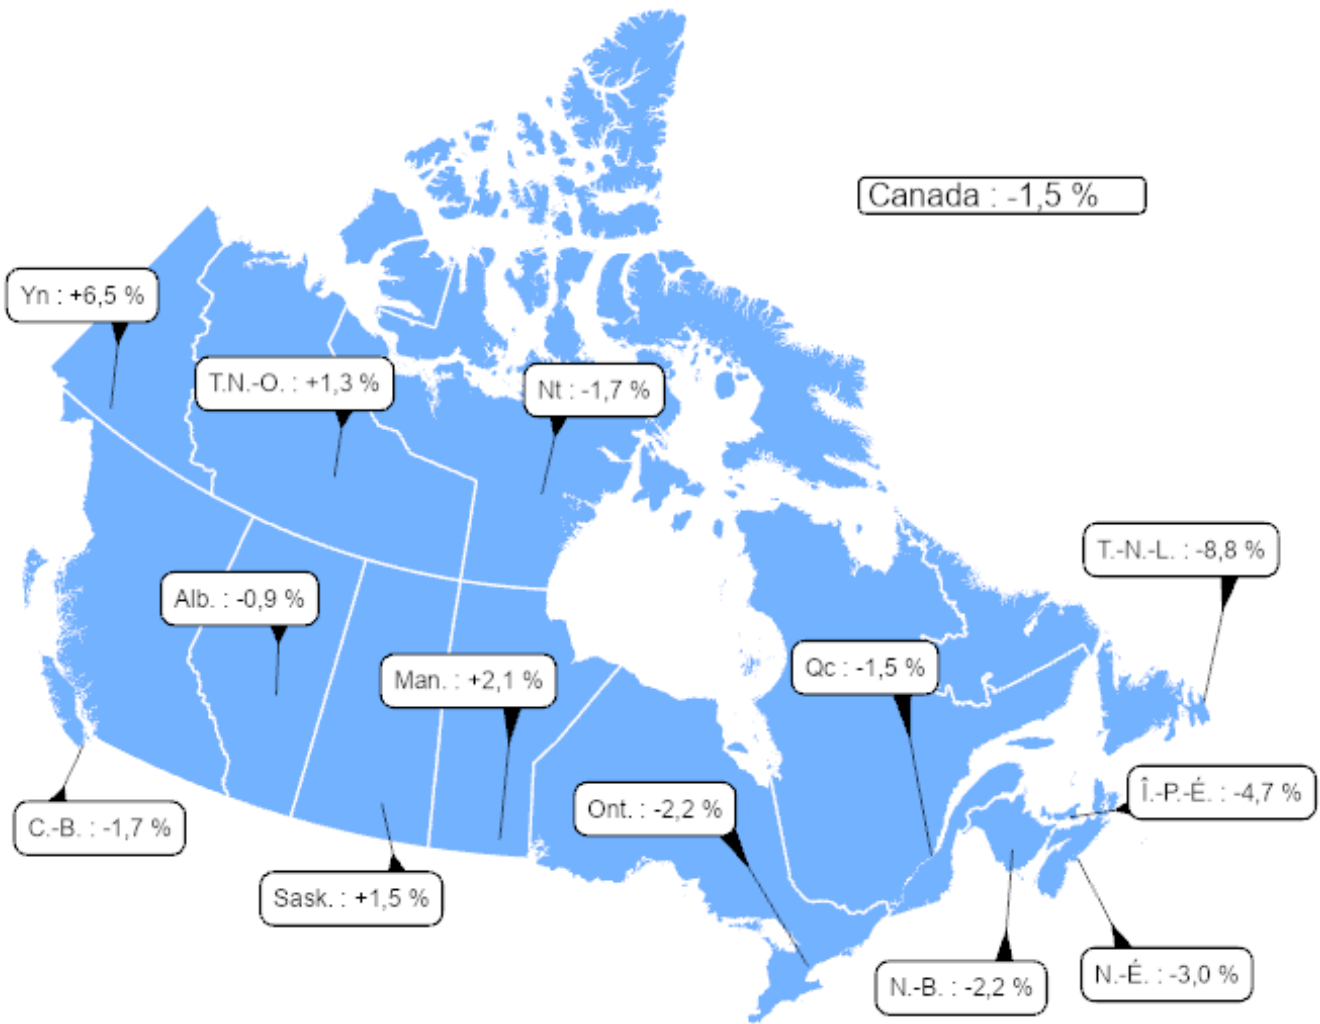 Canada : -1,5 %
Yn : +6,5 %
T.N.-O. : +1,3 %
Nt : -1,7 %
T.-N.-L. : -8,8 %
Alb. : -0,9 %
Man. : +2,1 %
Qc : -1,5 %
Î.-P.-É. : -4,7 %
Ont. : -2,2 %
C.-B. : -1,7 %
Sask. : +1,5 %
N.-É. : -3,0 %
N.-B. : -2,2 %